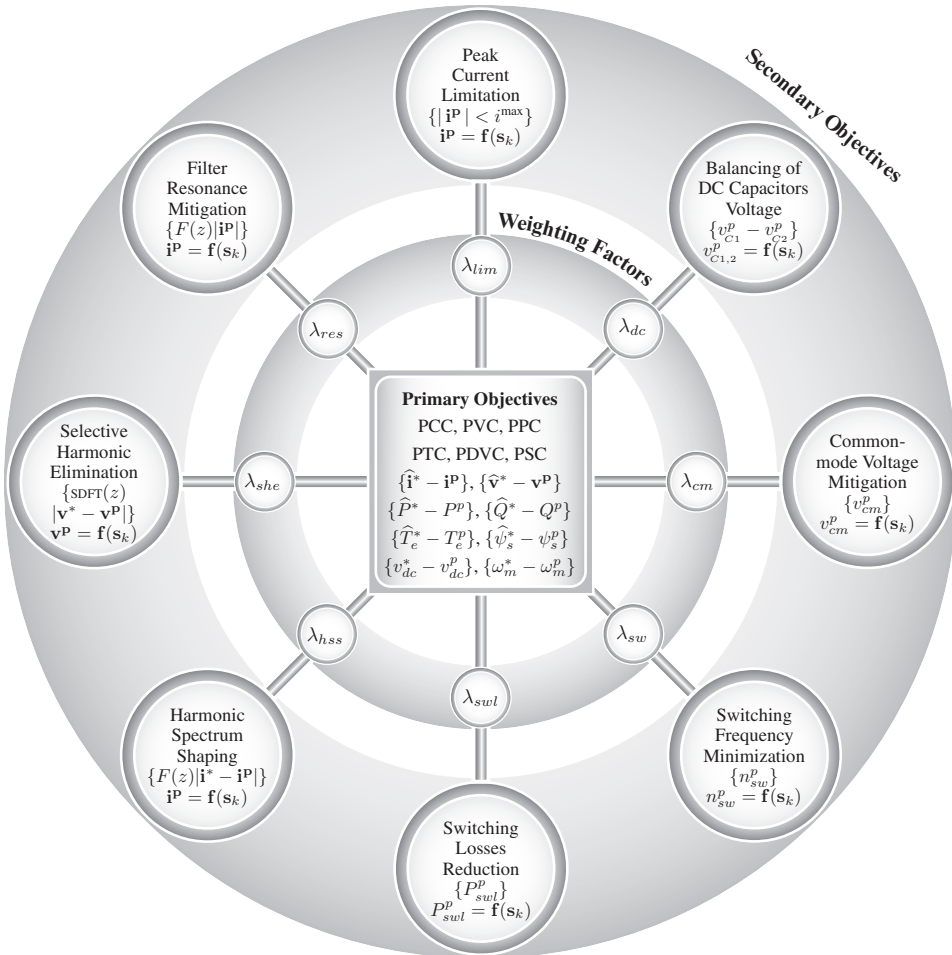 Secondary Objectives
Weighting Factors
Peak
Current
Limitation
{| i^p | < i^max}
i^p = f(s_k)
Balancing of
DC Capacitors
Voltage
{v^p_C1 − v^p_C2}
v^p_C1,2 = f(s_k)
Common-
mode Voltage
Mitigation
{v^p_cm}
v^p_cm = f(s_k)
Switching
Frequency
Minimization
{n^p_sw}
n^p_sw = f(s_k)
Switching
Losses
Reduction
{P^p_swl}
P^p_swl = f(s_k)
Harmonic
Spectrum
Shaping
{F(z)|i* − i^p|}
i^p = f(s_k)
Selective
Harmonic
Elimination
{SDFT(z)
|v* − v^p|}
v^p = f(s_k)
Filter
Resonance
Mitigation
{F(z)|i^p|}
i^p = f(s_k)
λ_lim
λ_dc
λ_cm
λ_sw
λ_swl
λ_hss
λ_she
λ_res
Primary Objectives
PCC, PVC, PPC
PTC, PDVC, PSC
{î* − i^p}, {v̂* − v^p}
{P̂* − P^p}, {Q̂* − Q^p}
{T̂*_e − T^p_e}, {ψ̂*_s − ψ^p_s}
{v*_dc − v^p_dc}, {ω*_m − ω^p_m}